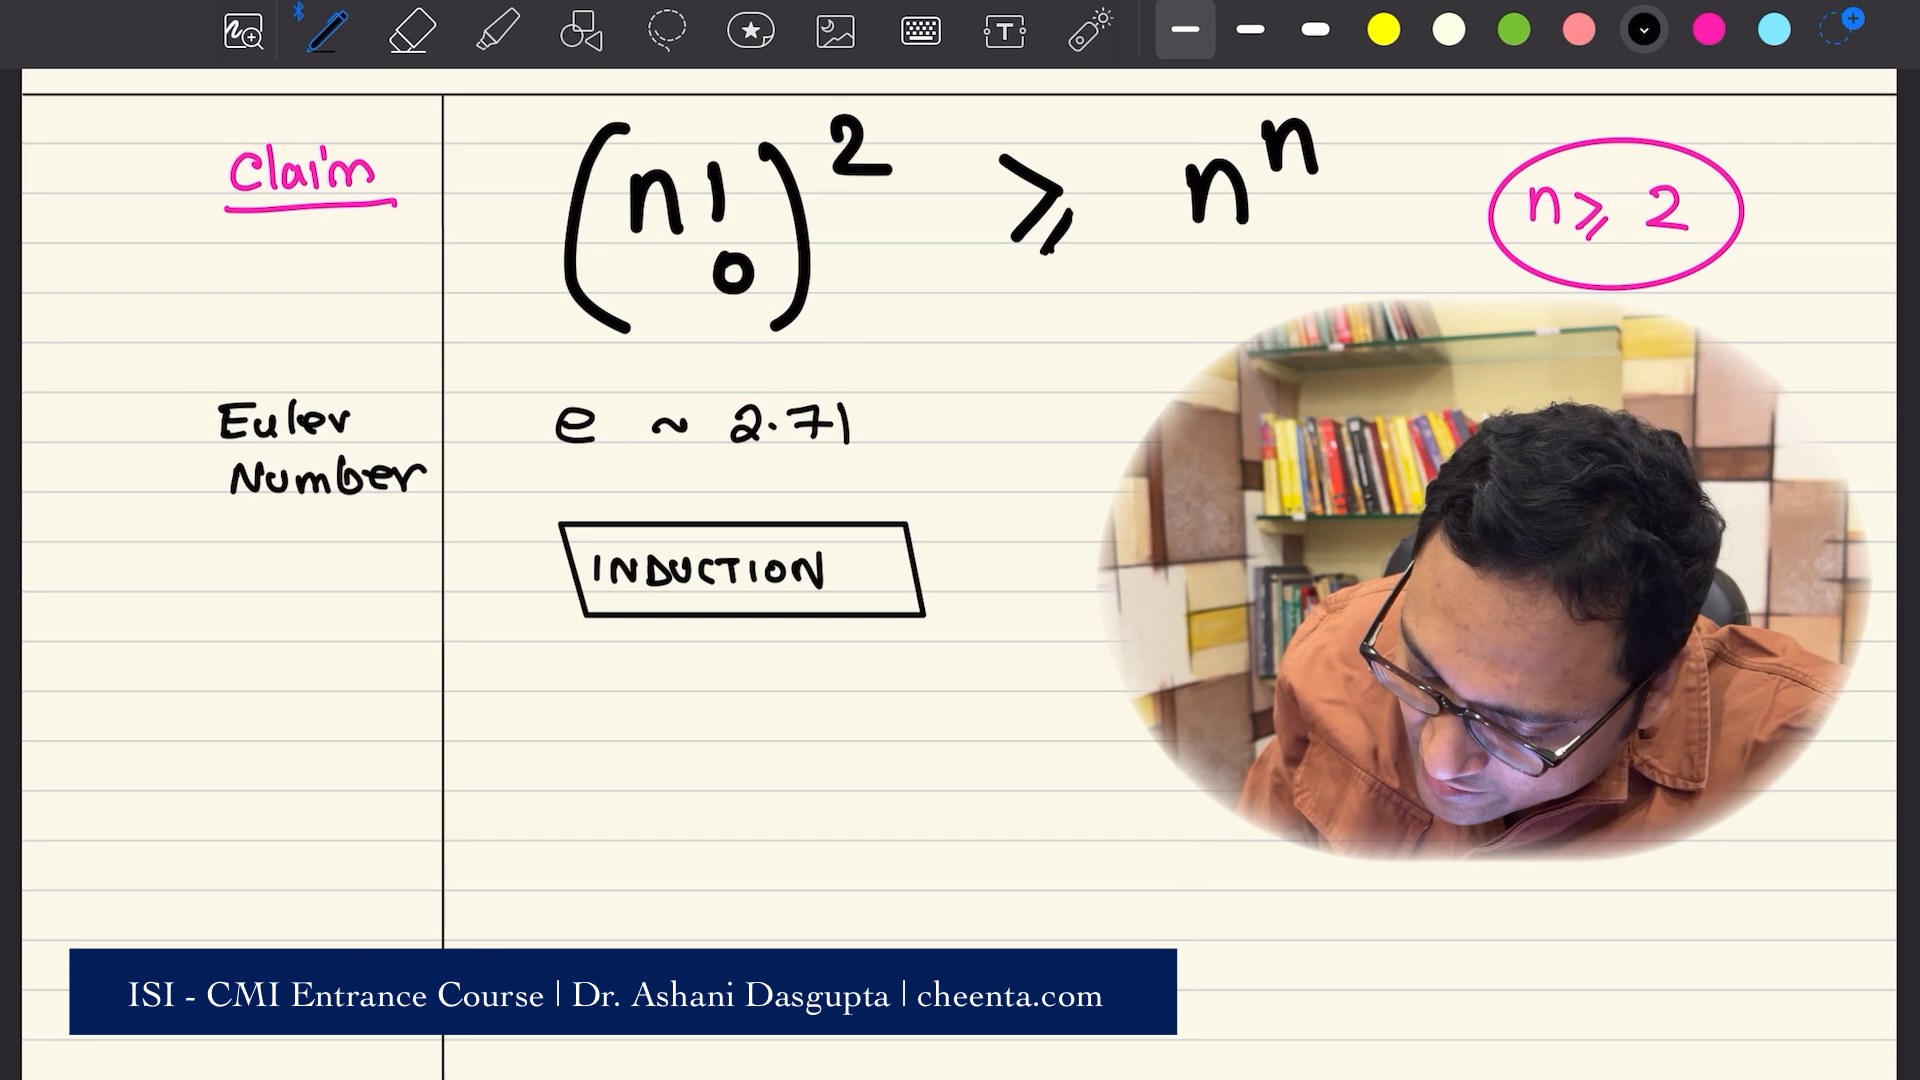 Claim
(n!)² ⩾ nⁿ
n ⩾ 2
Euler
Number
e ~ 2.71
INDUCTION
ISI - CMI Entrance Course | Dr. Ashani Dasgupta | cheenta.com